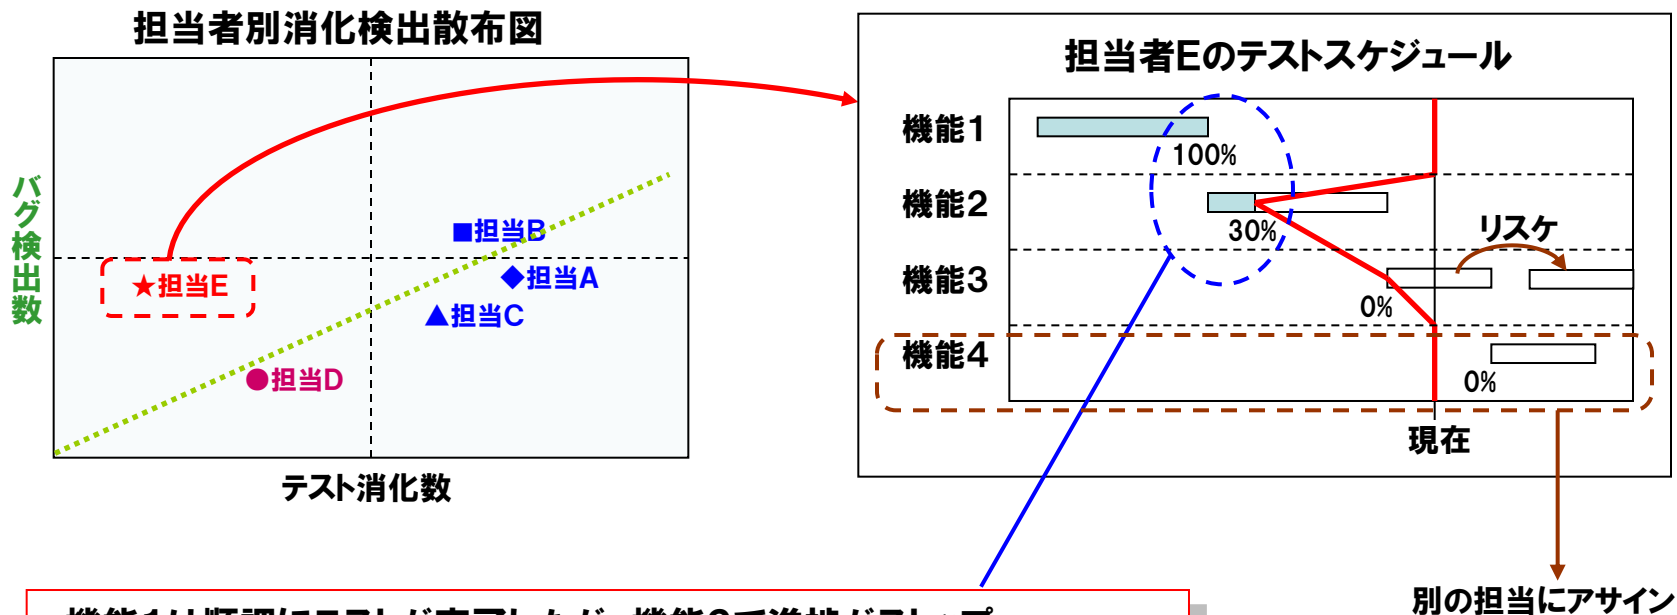 担当者別消化検出散布図
バグ検出数
■担当B
◆担当A
★担当E
▲担当C
●担当D
テスト消化数
担当者Eのテストスケジュール
機能1
100%
機能2
30%
リスケ
機能3
0%
機能4
0%
現在
別の担当にアサイン